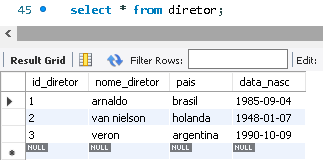 45 select * from diretor;
Result Grid Filter Rows: Edit:
id_diretor nome_diretor pais data_nasc
1 arnaldo brasil 1985-09-04
2 van nielson holanda 1948-01-07
3 veron argentina 1990-10-09
NULL NULL NULL NULL